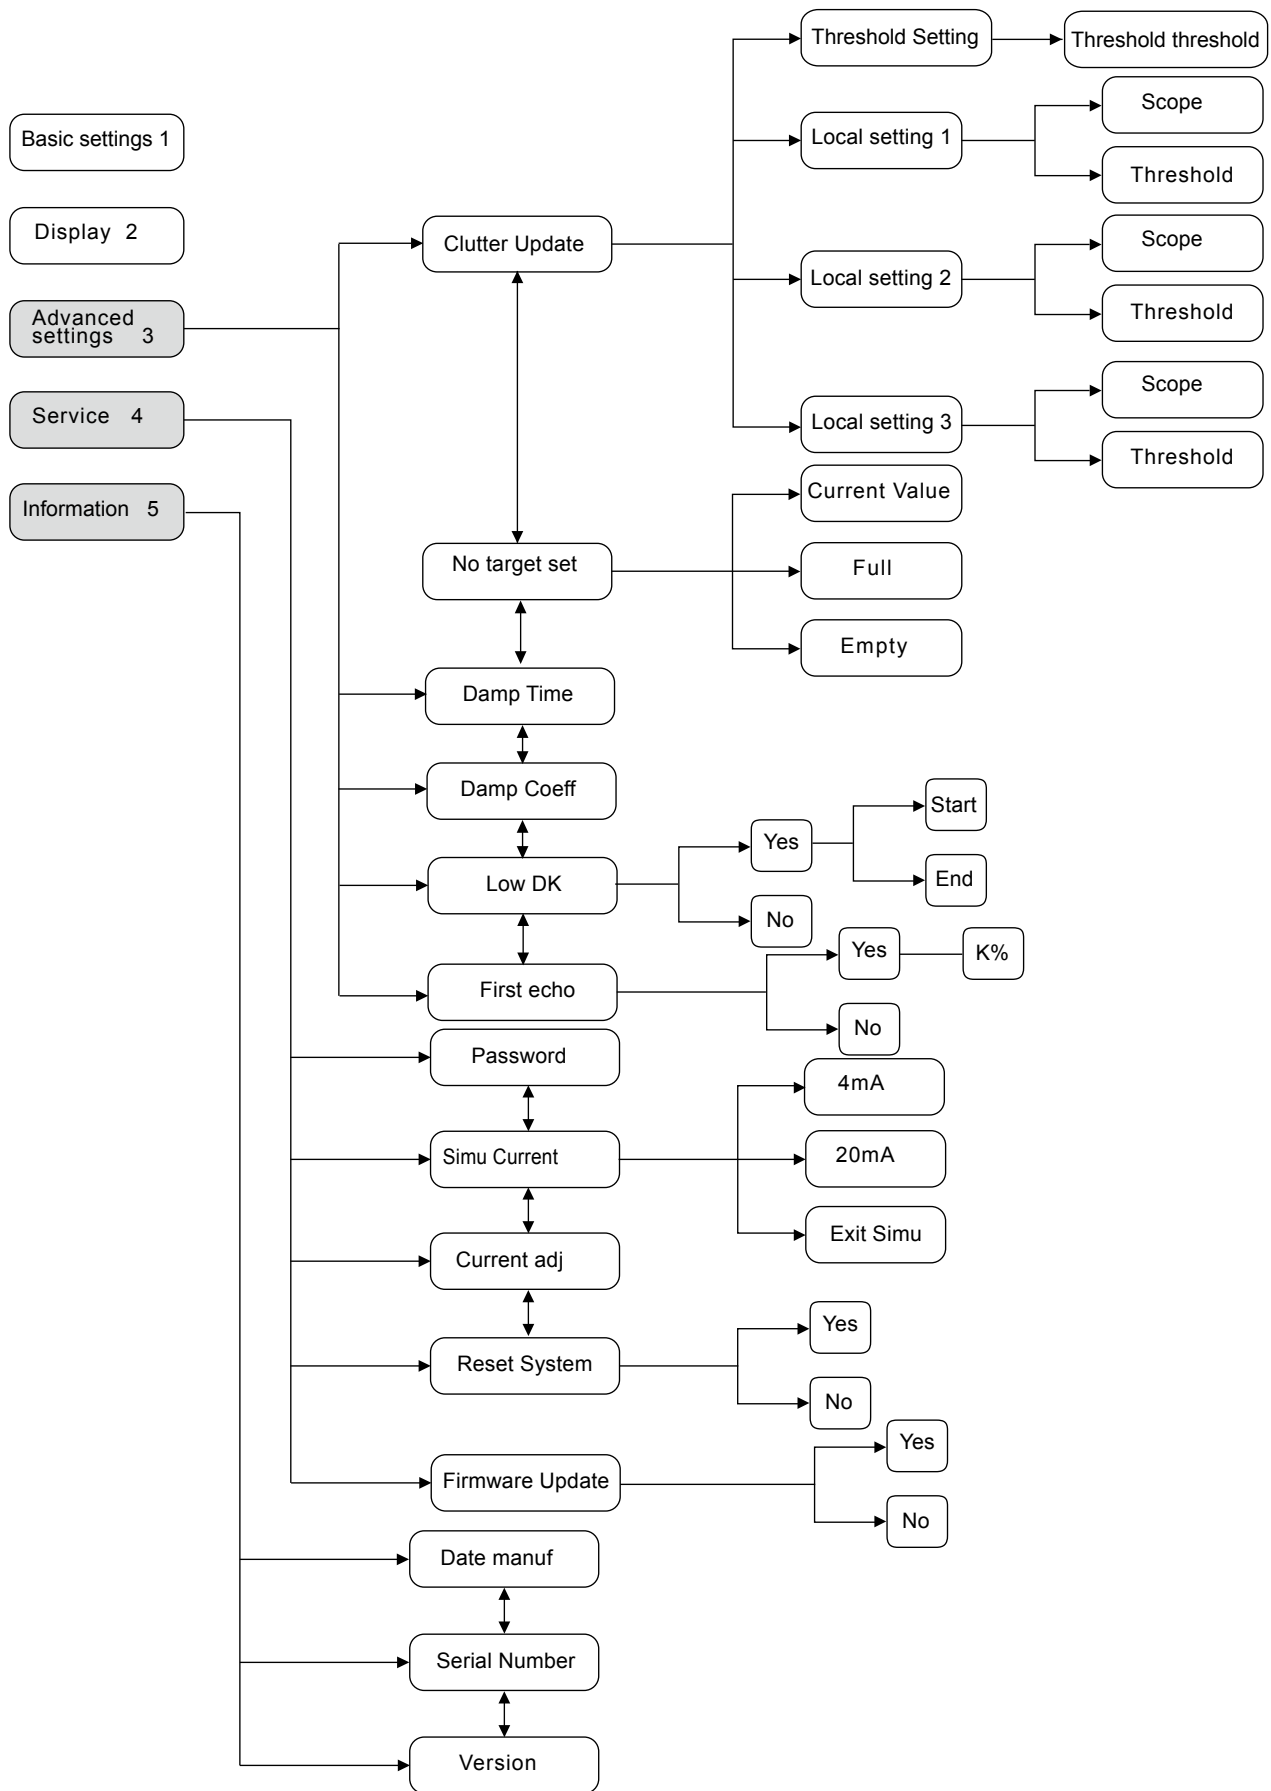 Basic settings 1
Display 2
Advanced
settings 3
Service 4
Information 5
Clutter Update
Threshold Setting
Threshold threshold
Local setting 1
Scope
Threshold
Local setting 2
Scope
Threshold
Local setting 3
Scope
Threshold
No target set
Current Value
Full
Empty
Damp Time
Damp Coeff
Low DK
Yes
Start
End
No
First echo
Yes
K%
No
Password
Simu Current
4mA
20mA
Exit Simu
Current adj
Reset System
Yes
No
Firmware Update
Yes
No
Date manuf
Serial Number
Version